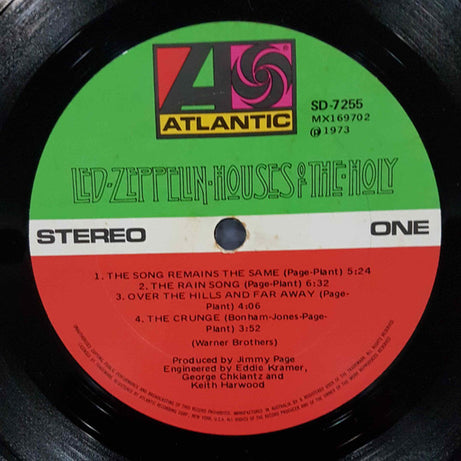 ATLANTIC
SD-7255
MX169702
Ⓟ1973
LED·ZEPPELIN·HOUSES OF THE·HOLY
STEREO
ONE
1. THE SONG REMAINS THE SAME (Page-Plant) 5:24
2. THE RAIN SONG (Page-Plant) 6:32
3. OVER THE HILLS AND FAR AWAY (Page-
Plant) 4:06
4. THE CRUNGE (Bonham-Jones-Page-
Plant) 3:52
(Warner Brothers)
Produced by Jimmy Page
Engineered by Eddie Kramer,
George Chkiantz and
Keith Harwood